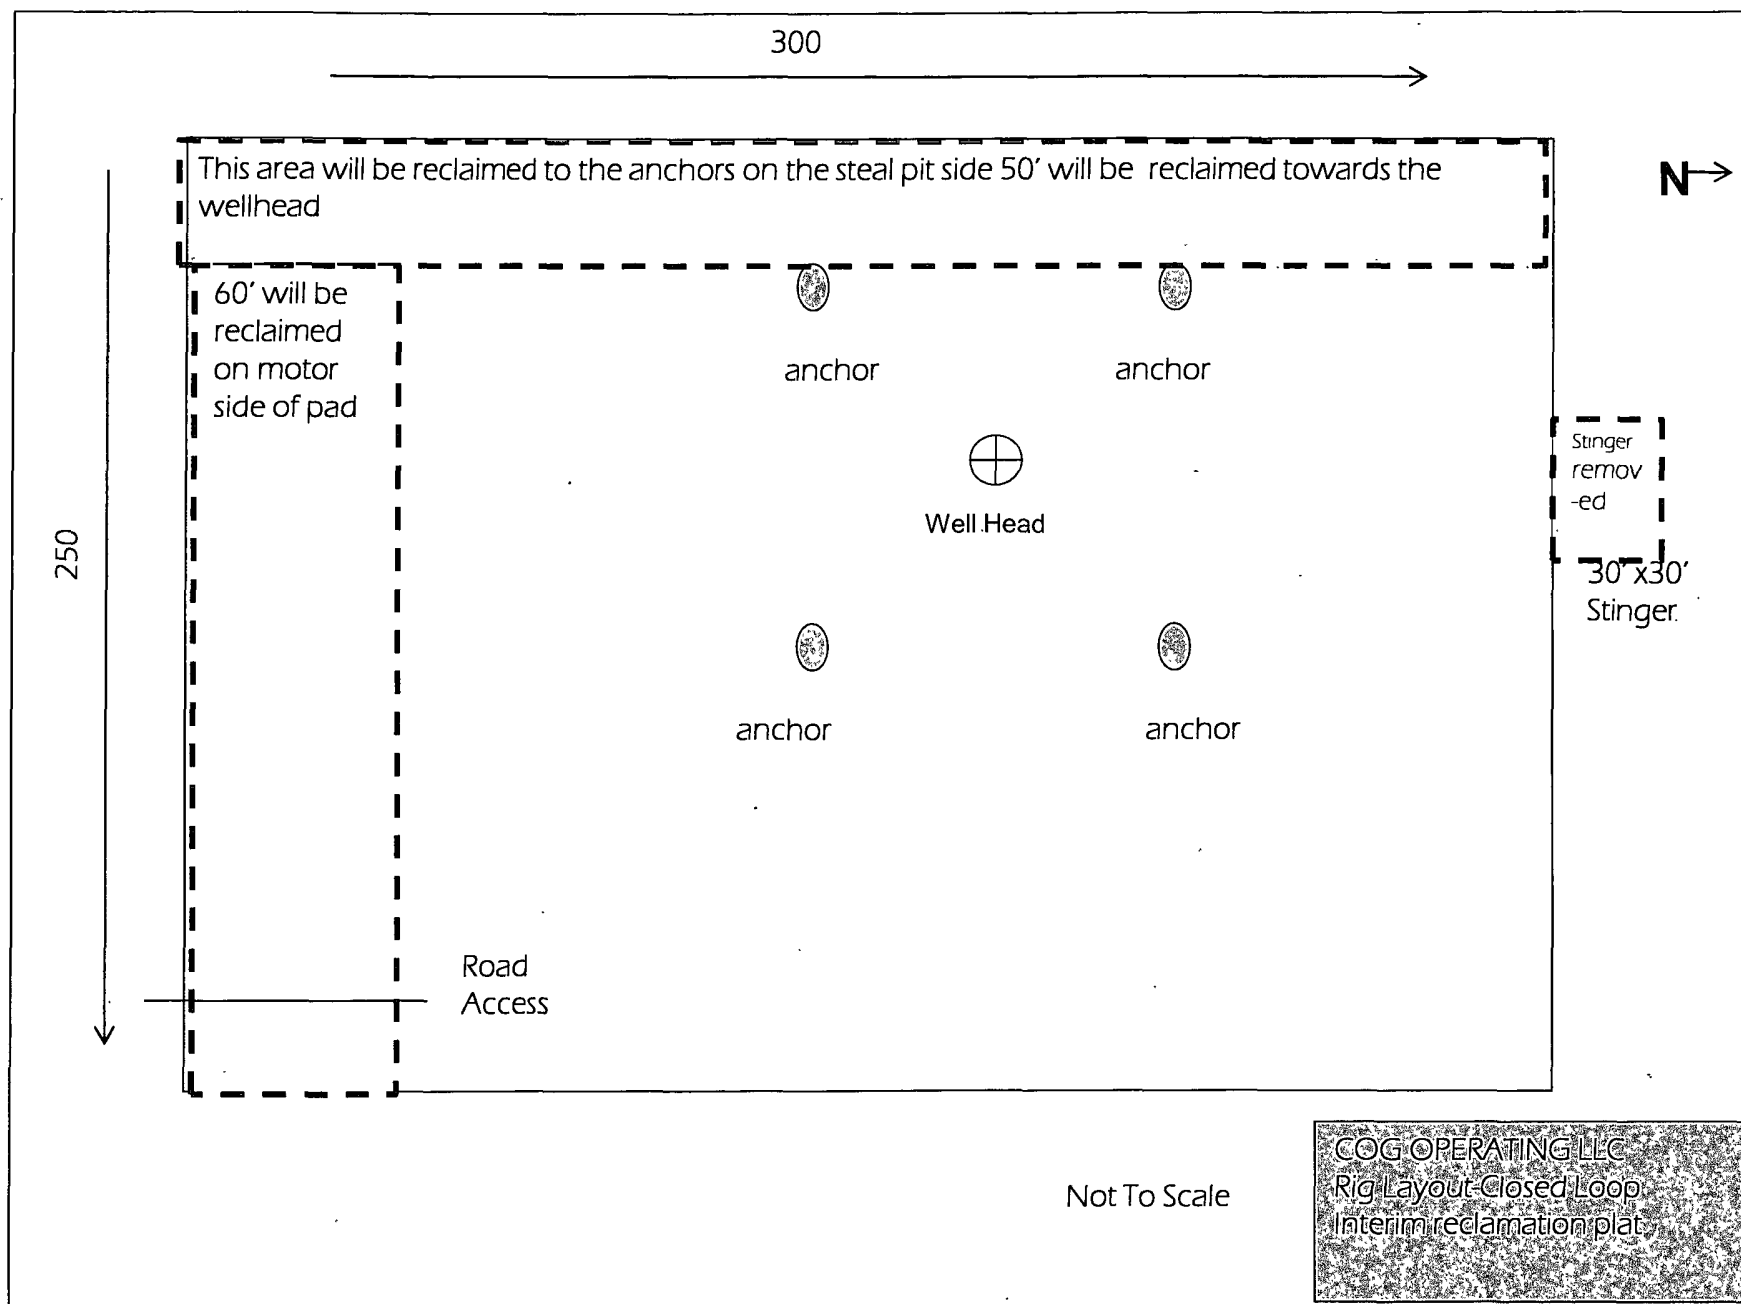 300
This area will be reclaimed to the anchors on the steal pit side 50' will be reclaimed towards the
wellhead
N
60' will be
reclaimed
on motor
side of pad
anchor
anchor
Stinger
remov
-ed
Well Head
250
30'x30'
Stinger
anchor
anchor
Road
Access
Not To Scale
COG OPERATING LLC
Rig Layout-Closed Loop
Interim reclamation plat